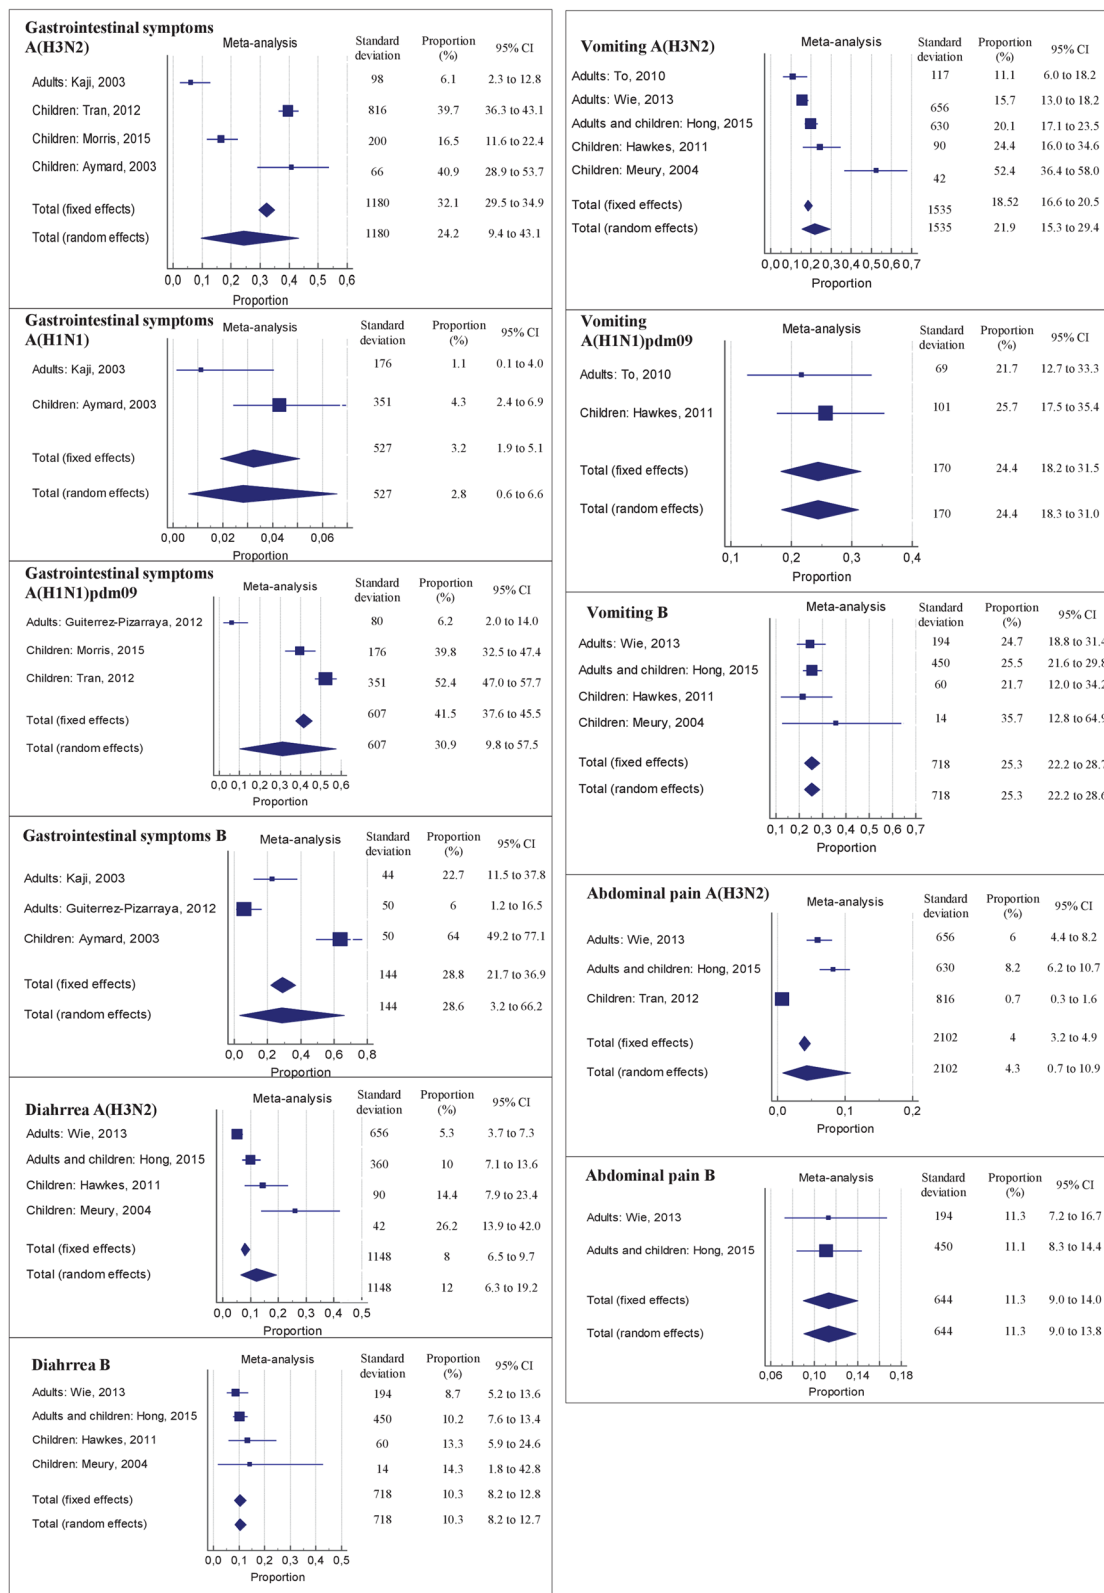 Gastrointestinal symptoms
A(H3N2)
Meta-analysis
Standard deviation Proportion (%) 95% CI
Adults: Kaji, 2003 98 6.1 2.3 to 12.8
Children: Tran, 2012 816 39.7 36.3 to 43.1
Children: Morris, 2015 200 16.5 11.6 to 22.4
Children: Aymard, 2003 66 40.9 28.9 to 53.7
Total (fixed effects) 1180 32.1 29.5 to 34.9
Total (random effects) 1180 24.2 9.4 to 43.1
0,0 0,1 0,2 0,3 0,4 0,5 0,6
Proportion
Gastrointestinal symptoms
A(H1N1)
Meta-analysis
Standard deviation Proportion (%) 95% CI
Adults: Kaji, 2003 176 1.1 0.1 to 4.0
Children: Aymard, 2003 351 4.3 2.4 to 6.9
Total (fixed effects) 527 3.2 1.9 to 5.1
Total (random effects) 527 2.8 0.6 to 6.6
0,00 0,02 0,04 0,06
Proportion
Gastrointestinal symptoms
A(H1N1)pdm09
Meta-analysis
Standard deviation Proportion (%) 95% CI
Adults: Guiterrez-Pizarraya, 2012 80 6.2 2.0 to 14.0
Children: Morris, 2015 176 39.8 32.5 to 47.4
Children: Tran, 2012 351 52.4 47.0 to 57.7
Total (fixed effects) 607 41.5 37.6 to 45.5
Total (random effects) 607 30.9 9.8 to 57.5
0,0 0,1 0,2 0,3 0,4 0,5 0,6
Proportion
Gastrointestinal symptoms B
Meta-analysis
Standard deviation Proportion (%) 95% CI
Adults: Kaji, 2003 44 22.7 11.5 to 37.8
Adults: Guiterrez-Pizarraya, 2012 50 6 1.2 to 16.5
Children: Aymard, 2003 50 64 49.2 to 77.1
Total (fixed effects) 144 28.8 21.7 to 36.9
Total (random effects) 144 28.6 3.2 to 66.2
0,0 0,2 0,4 0,6 0,8
Proportion
Diahrrea A(H3N2)
Meta-analysis
Standard deviation Proportion (%) 95% CI
Adults: Wie, 2013 656 5.3 3.7 to 7.3
Adults and children: Hong, 2015 360 10 7.1 to 13.6
Children: Hawkes, 2011 90 14.4 7.9 to 23.4
Children: Meury, 2004 42 26.2 13.9 to 42.0
Total (fixed effects) 1148 8 6.5 to 9.7
Total (random effects) 1148 12 6.3 to 19.2
0,0 0,1 0,2 0,3 0,4 0,5
Proportion
Diahrrea B
Meta-analysis
Standard deviation Proportion (%) 95% CI
Adults: Wie, 2013 194 8.7 5.2 to 13.6
Adults and children: Hong, 2015 450 10.2 7.6 to 13.4
Children: Hawkes, 2011 60 13.3 5.9 to 24.6
Children: Meury, 2004 14 14.3 1.8 to 42.8
Total (fixed effects) 718 10.3 8.2 to 12.8
Total (random effects) 718 10.3 8.2 to 12.7
0,0 0,1 0,2 0,3 0,4 0,5
Proportion
Vomiting A(H3N2)
Meta-analysis
Standard deviation Proportion (%) 95% CI
Adults: To, 2010 117 11.1 6.0 to 18.2
Adults: Wie, 2013 656 15.7 13.0 to 18.2
Adults and children: Hong, 2015 630 20.1 17.1 to 23.5
Children: Hawkes, 2011 90 24.4 16.0 to 34.6
Children: Meury, 2004 42 52.4 36.4 to 58.0
Total (fixed effects) 1535 18.52 16.6 to 20.5
Total (random effects) 1535 21.9 15.3 to 29.4
0,0 0,1 0,2 0,3 0,4 0,5 0,6 0,7
Proportion
Vomiting
A(H1N1)pdm09
Meta-analysis
Standard deviation Proportion (%) 95% CI
Adults: To, 2010 69 21.7 12.7 to 33.3
Children: Hawkes, 2011 101 25.7 17.5 to 35.4
Total (fixed effects) 170 24.4 18.2 to 31.5
Total (random effects) 170 24.4 18.3 to 31.0
0,1 0,2 0,3 0,4
Proportion
Vomiting B
Meta-analysis
Standard deviation Proportion (%) 95% CI
Adults: Wie, 2013 194 24.7 18.8 to 31.4
Adults and children: Hong, 2015 450 25.5 21.6 to 29.8
Children: Hawkes, 2011 60 21.7 12.0 to 34.2
Children: Meury, 2004 14 35.7 12.8 to 64.9
Total (fixed effects) 718 25.3 22.2 to 28.7
Total (random effects) 718 25.3 22.2 to 28.6
0,1 0,2 0,3 0,4 0,5 0,6 0,7
Proportion
Abdominal pain A(H3N2)
Meta-analysis
Standard deviation Proportion (%) 95% CI
Adults: Wie, 2013 656 6 4.4 to 8.2
Adults and children: Hong, 2015 630 8.2 6.2 to 10.7
Children: Tran, 2012 816 0.7 0.3 to 1.6
Total (fixed effects) 2102 4 3.2 to 4.9
Total (random effects) 2102 4.3 0.7 to 10.9
0,0 0,1 0,2
Proportion
Abdominal pain B
Meta-analysis
Standard deviation Proportion (%) 95% CI
Adults: Wie, 2013 194 11.3 7.2 to 16.7
Adults and children: Hong, 2015 450 11.1 8.3 to 14.4
Total (fixed effects) 644 11.3 9.0 to 14.0
Total (random effects) 644 11.3 9.0 to 13.8
0,06 0,10 0,14 0,18
Proportion